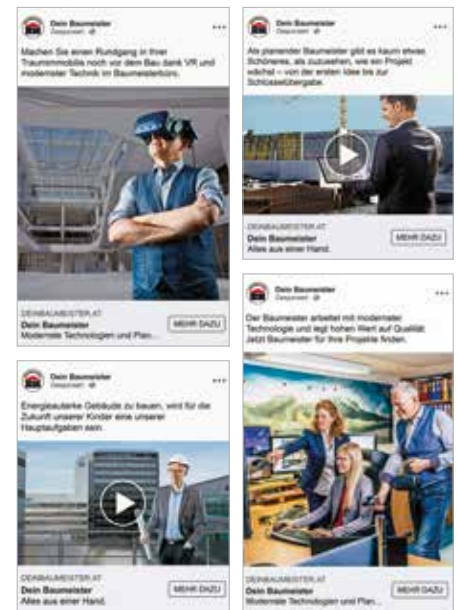 Dein Baumeister
Gesponsert
Machen Sie einen Rundgang in Ihrer
Traumimmobilie noch vor dem Bau dank VR und
modernster Technik im Baumeisterbüro.
DEINBAUMEISTER.AT
Dein Baumeister
Modernste Technologien und Plan...
MEHR DAZU
Dein Baumeister
Gesponsert
Energieautarke Gebäude zu bauen, wird für die
Zukunft unserer Kinder eine unserer
Hauptaufgaben sein.
DEINBAUMEISTER.AT
Dein Baumeister
Alles aus einer Hand.
MEHR DAZU
Dein Baumeister
Gesponsert
Als planender Baumeister gibt es kaum etwas
Schöneres, als zuzusehen, wie ein Projekt
wächst – von der ersten Idee bis zur
Schlüsselübergabe.
DEINBAUMEISTER.AT
Dein Baumeister
Alles aus einer Hand.
MEHR DAZU
Dein Baumeister
Gesponsert
Der Baumeister arbeitet mit modernster
Technologie und legt hohen Wert auf Qualität.
Jetzt Baumeister für Ihre Projekte finden.
DEINBAUMEISTER.AT
Dein Baumeister
Modernste Technologien und Plan...
MEHR DAZU